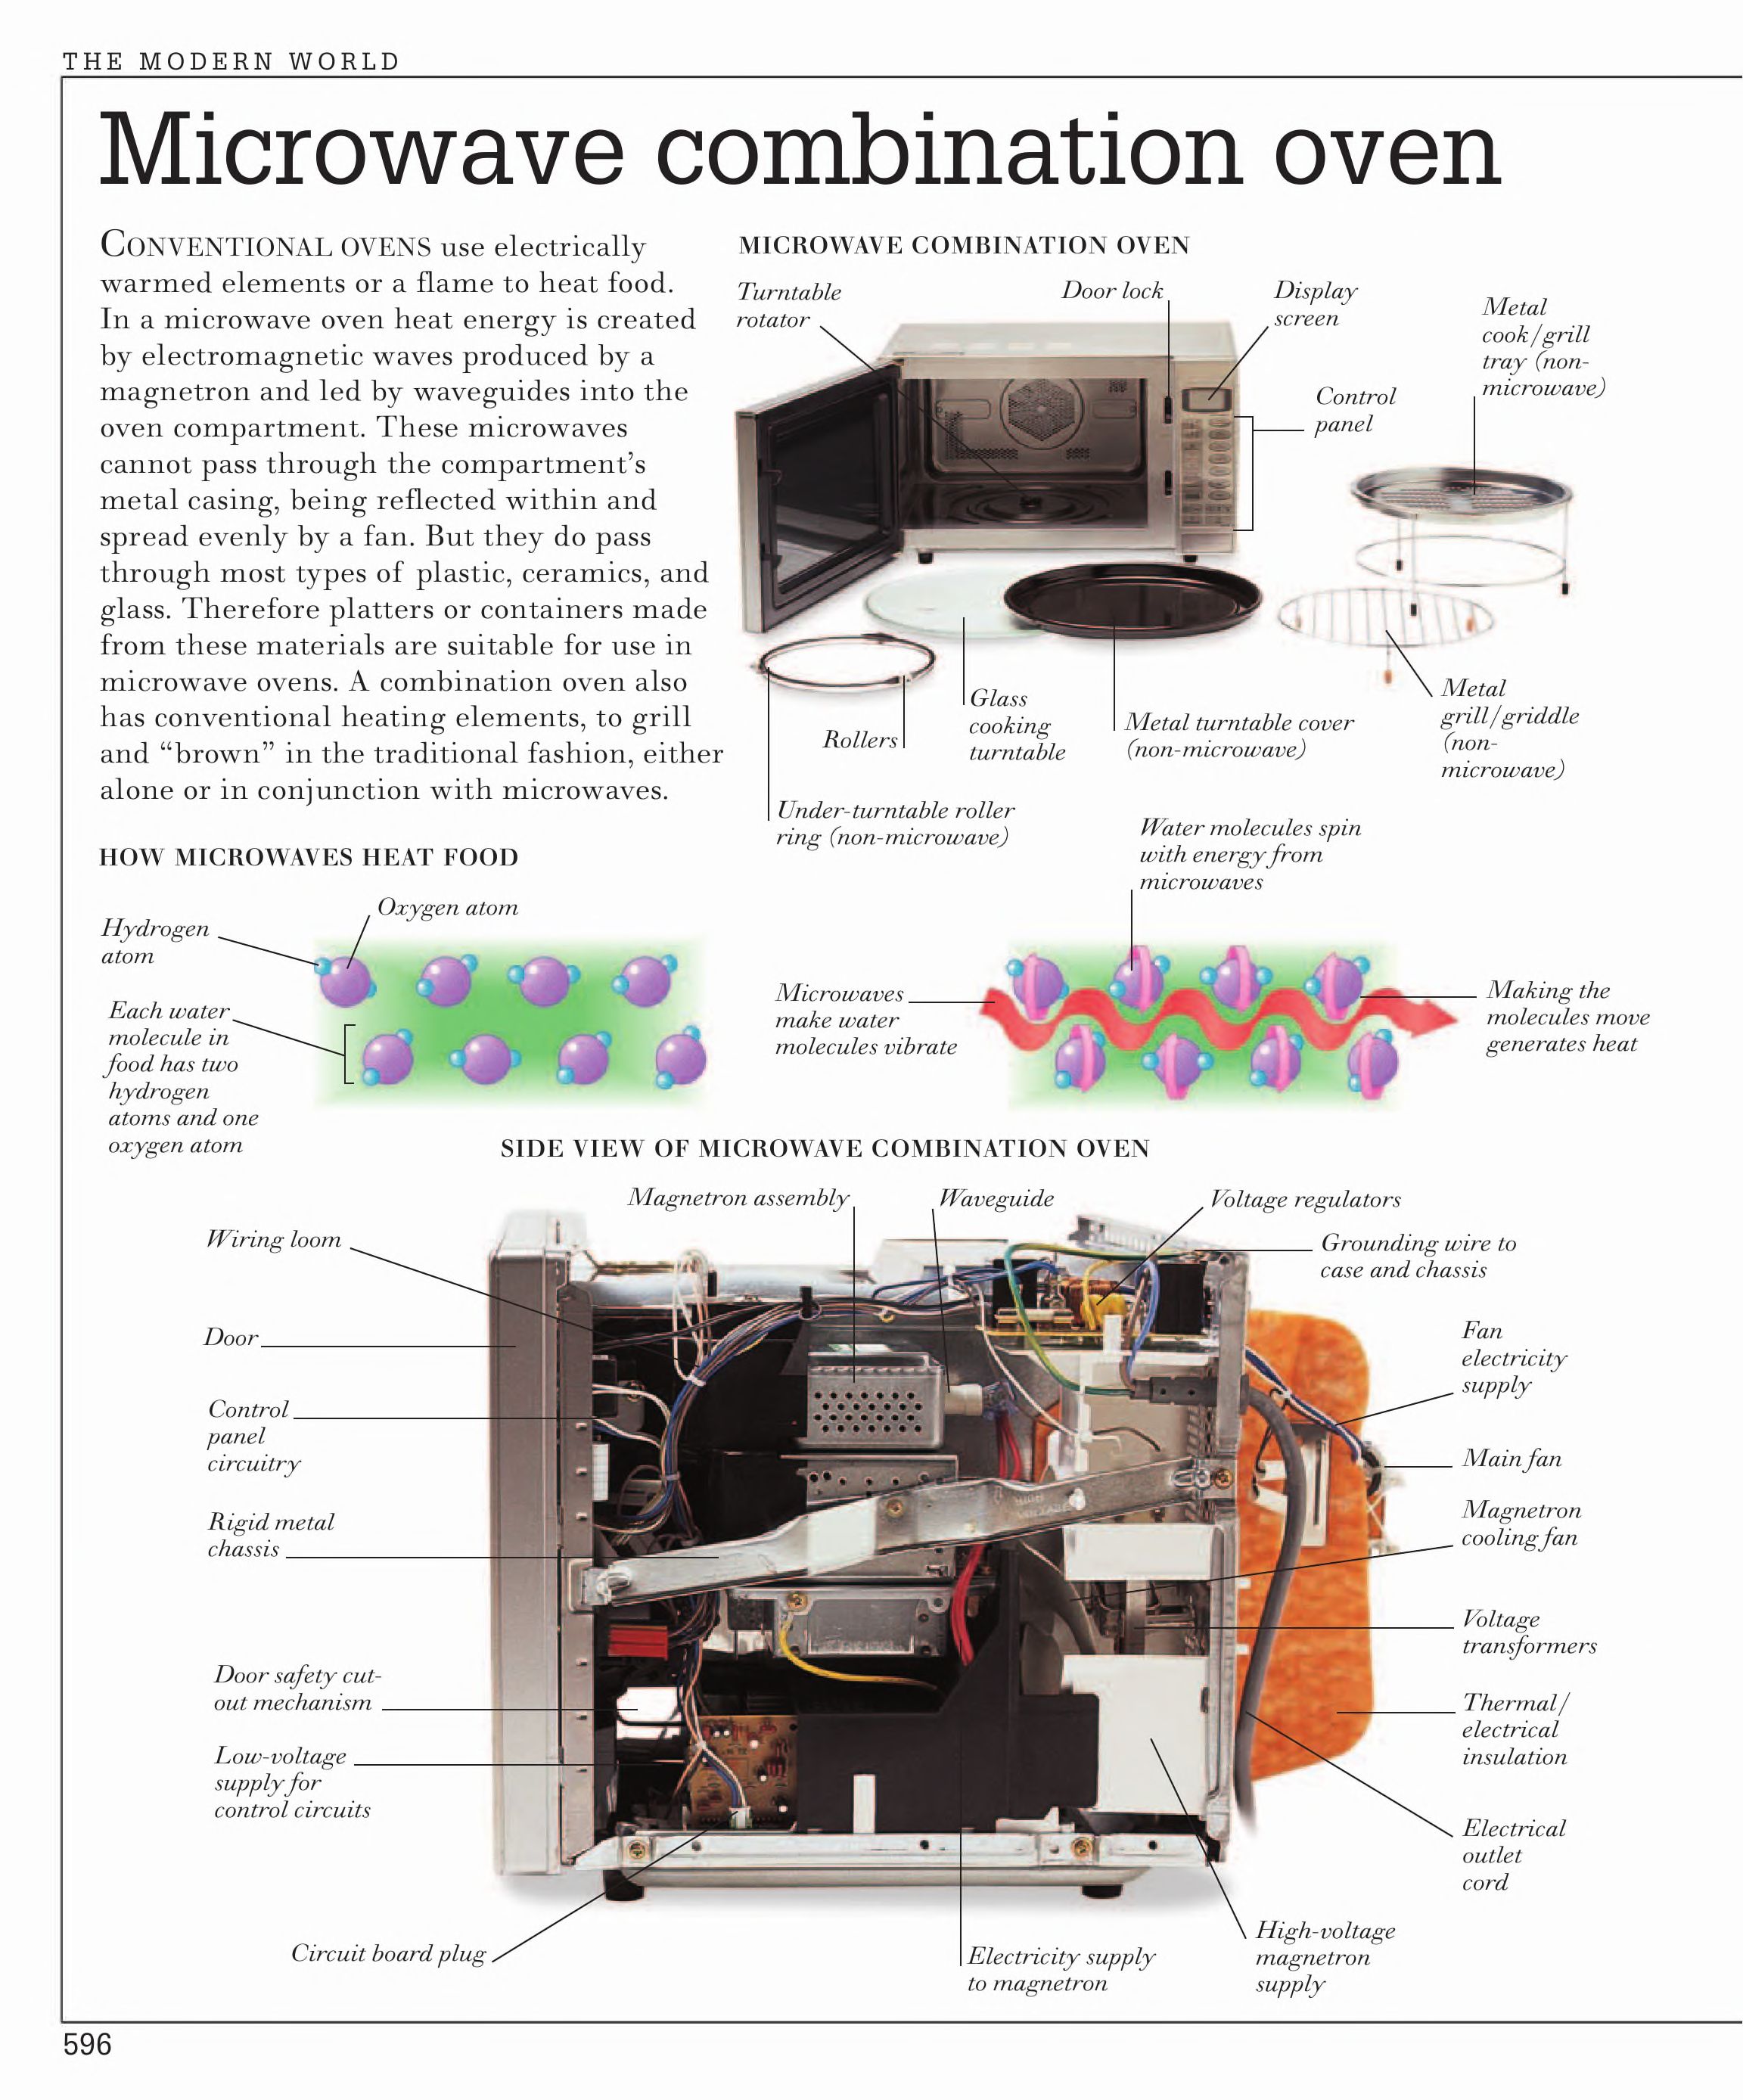 THE MODERN WORLD
Microwave combination oven
CONVENTIONAL OVENS use electrically
warmed elements or a flame to heat food.
In a microwave oven heat energy is created
by electromagnetic waves produced by a
magnetron and led by waveguides into the
oven compartment. These microwaves
cannot pass through the compartment's
metal casing, being reflected within and
spread evenly by a fan. But they do pass
through most types of plastic, ceramics, and
glass. Therefore platters or containers made
from these materials are suitable for use in
microwave ovens. A combination oven also
has conventional heating elements, to grill
and “brown” in the traditional fashion, either
alone or in conjunction with microwaves.
MICROWAVE COMBINATION OVEN
Turntable
rotator
Door lock
Display
screen
Metal
cook/grill
tray (non-
microwave)
Control
panel
Rollers
Glass
cooking
turntable
Metal turntable cover
(non-microwave)
Metal
grill/griddle
(non-
microwave)
Under-turntable roller
ring (non-microwave)
HOW MICROWAVES HEAT FOOD
Hydrogen
atom
Oxygen atom
Each water
molecule in
food has two
hydrogen
atoms and one
oxygen atom
Water molecules spin
with energy from
microwaves
Microwaves
make water
molecules vibrate
Making the
molecules move
generates heat
SIDE VIEW OF MICROWAVE COMBINATION OVEN
Magnetron assembly
Waveguide
Voltage regulators
Wiring loom
Grounding wire to
case and chassis
Door
Fan
electricity
supply
Control
panel
circuitry
Main fan
Rigid metal
chassis
Magnetron
cooling fan
Voltage
transformers
Door safety cut-
out mechanism
Thermal/
electrical
insulation
Low-voltage
supply for
control circuits
Electrical
outlet
cord
Circuit board plug
Electricity supply
to magnetron
High-voltage
magnetron
supply
596